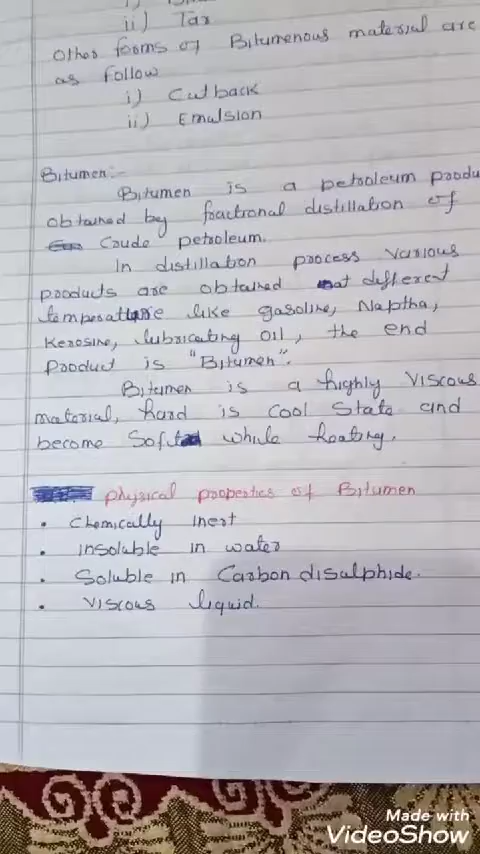 ii) Tar
Other forms of Bitumenous material are
as follow
i) Cutback
ii) Emulsion
Bitumen:-
Bitumen is a petroleum produ
obtained by fractional distillation of
Crude petroleum.
In distillation process various
products are obtained at different
temperature like gasoline, Naptha,
Kerosine, lubricating oil, the end
Product is "Bitumen".
Bitumen is a highly viscous
material, hard is cool state and
become Soft while heating.
physical properties of Bitumen
• Chemically inert
• insoluble in water
• Soluble in Carbon disulphide.
• viscous liquid.
Made with
VideoShow